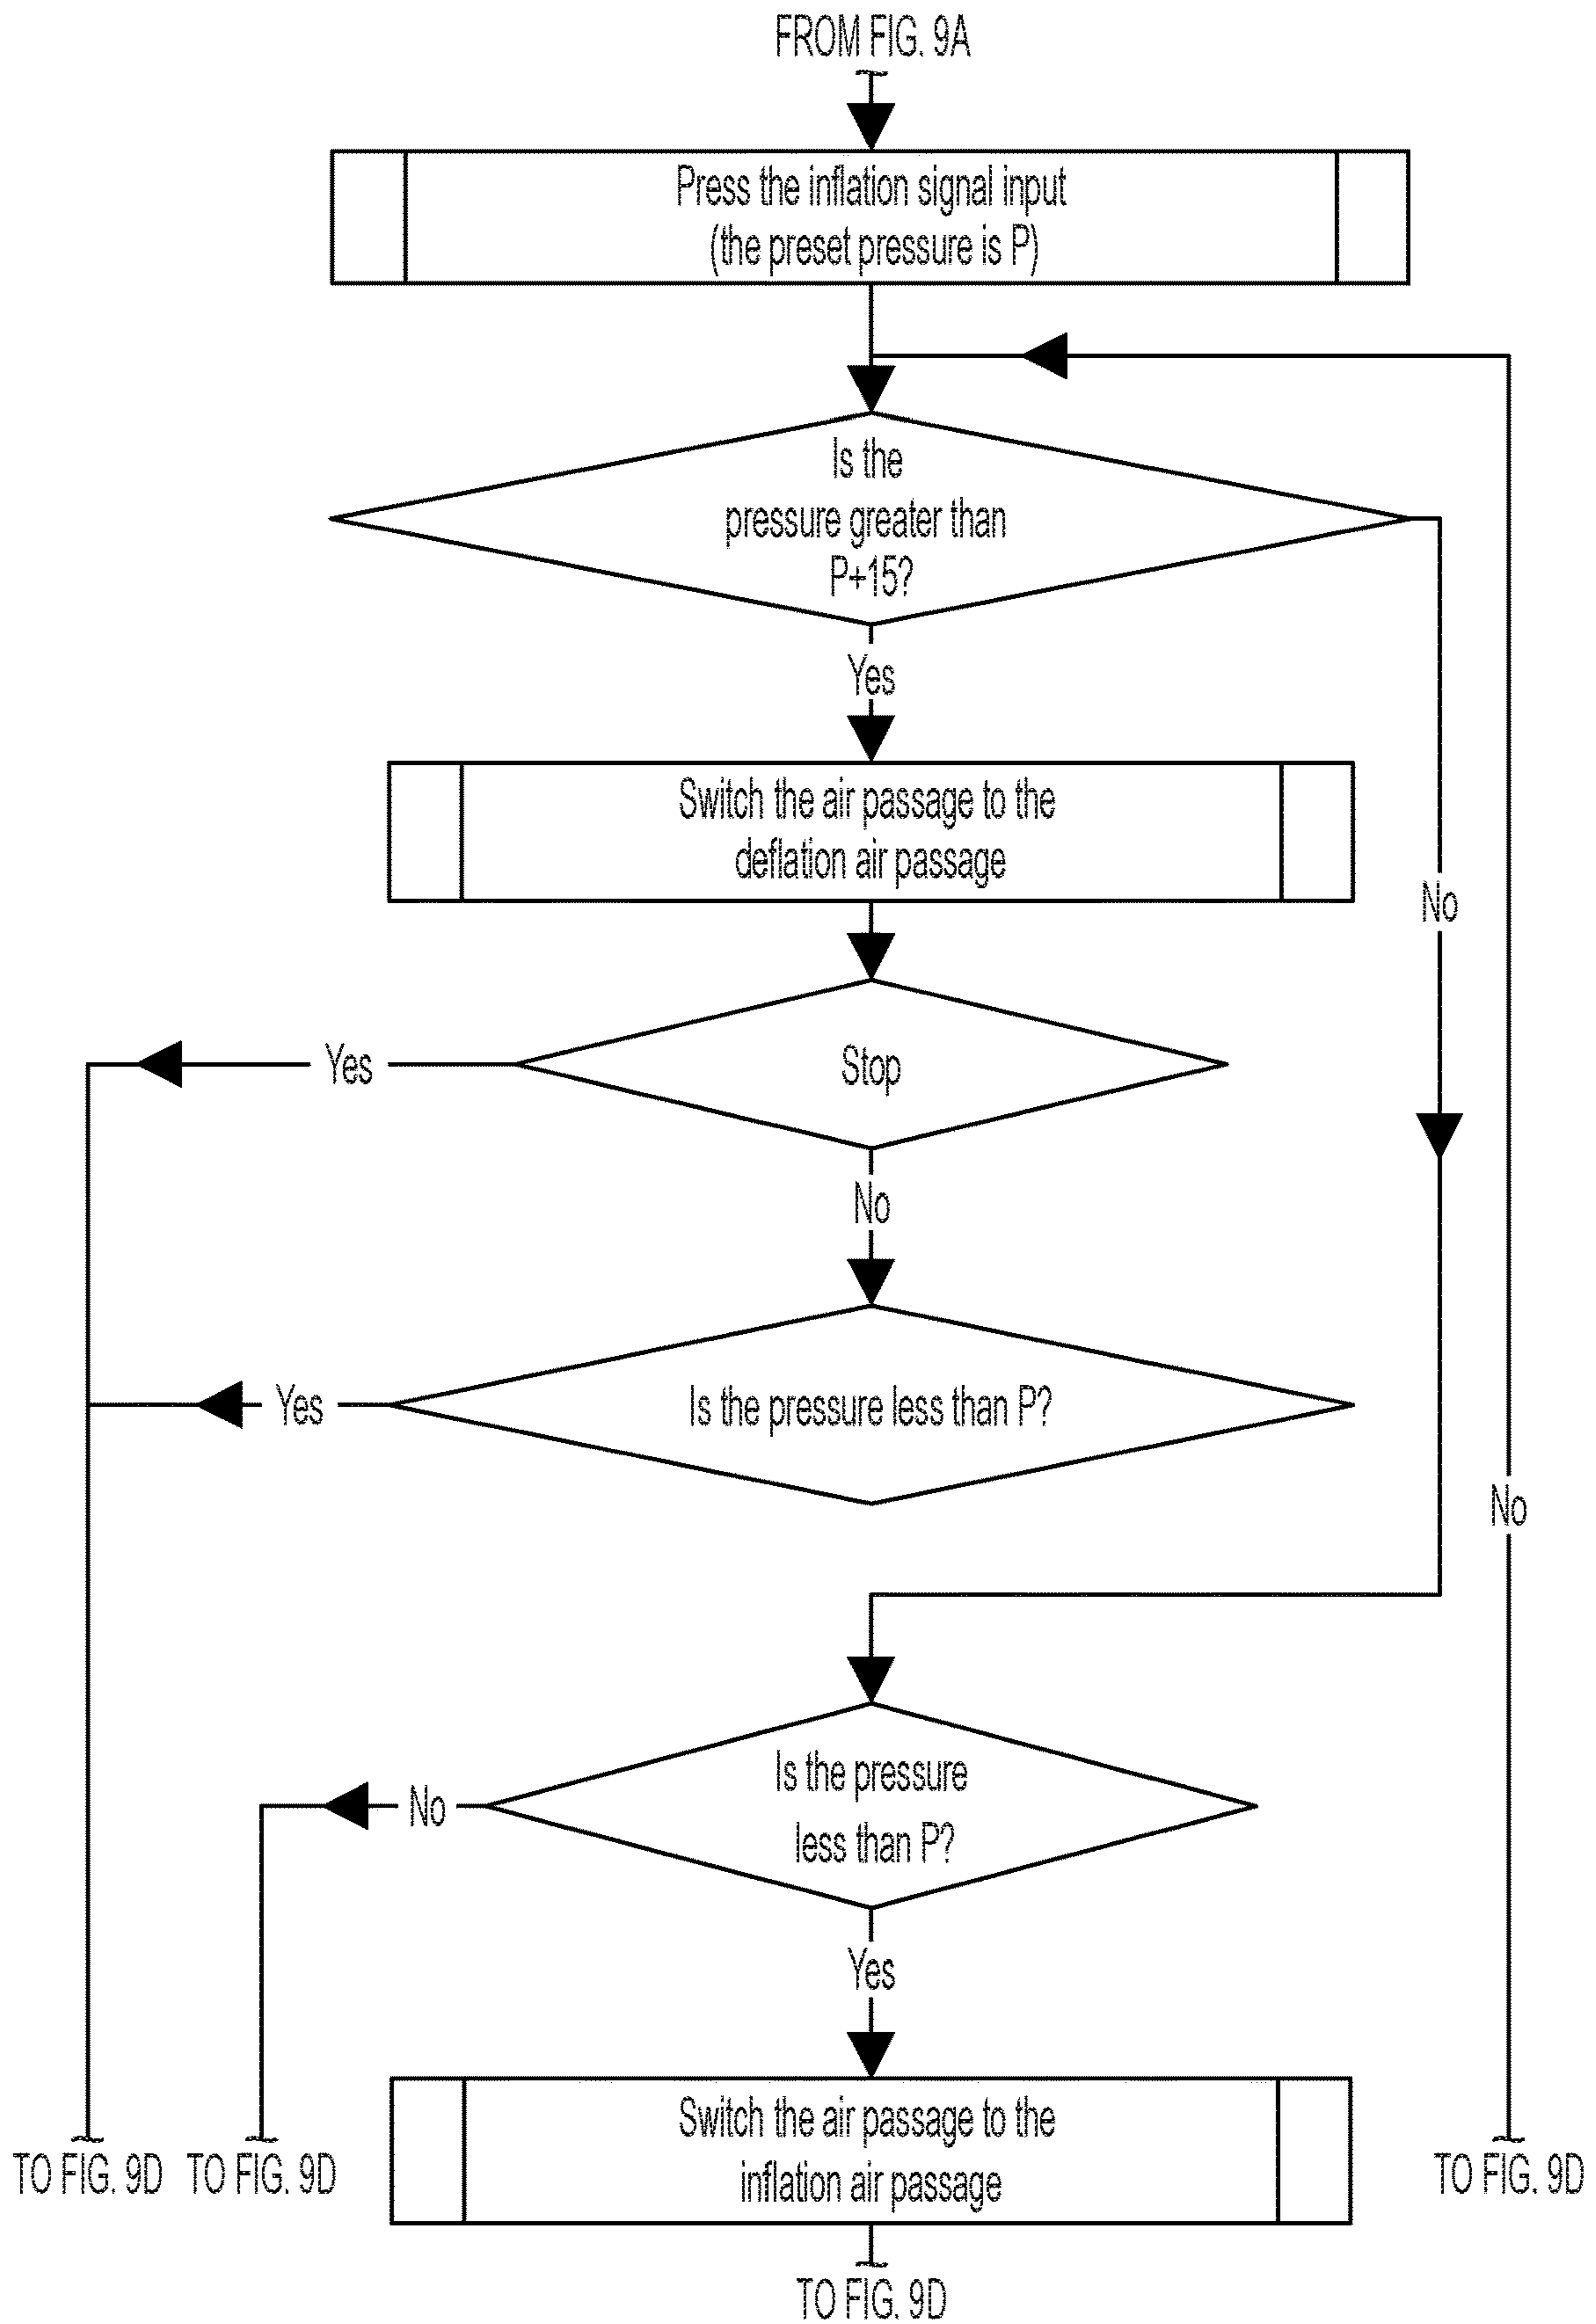 FROM FIG. 9A
Press the inflation signal input
(the preset pressure is P)
Is the
pressure greater than
P+15?
Yes
Switch the air passage to the
deflation air passage
No
Stop
Yes
No
Is the pressure less than P?
Yes
No
Is the pressure
less than P?
No
Yes
Switch the air passage to the
inflation air passage
TO FIG. 9D
TO FIG. 9D
TO FIG. 9D
TO FIG. 9D